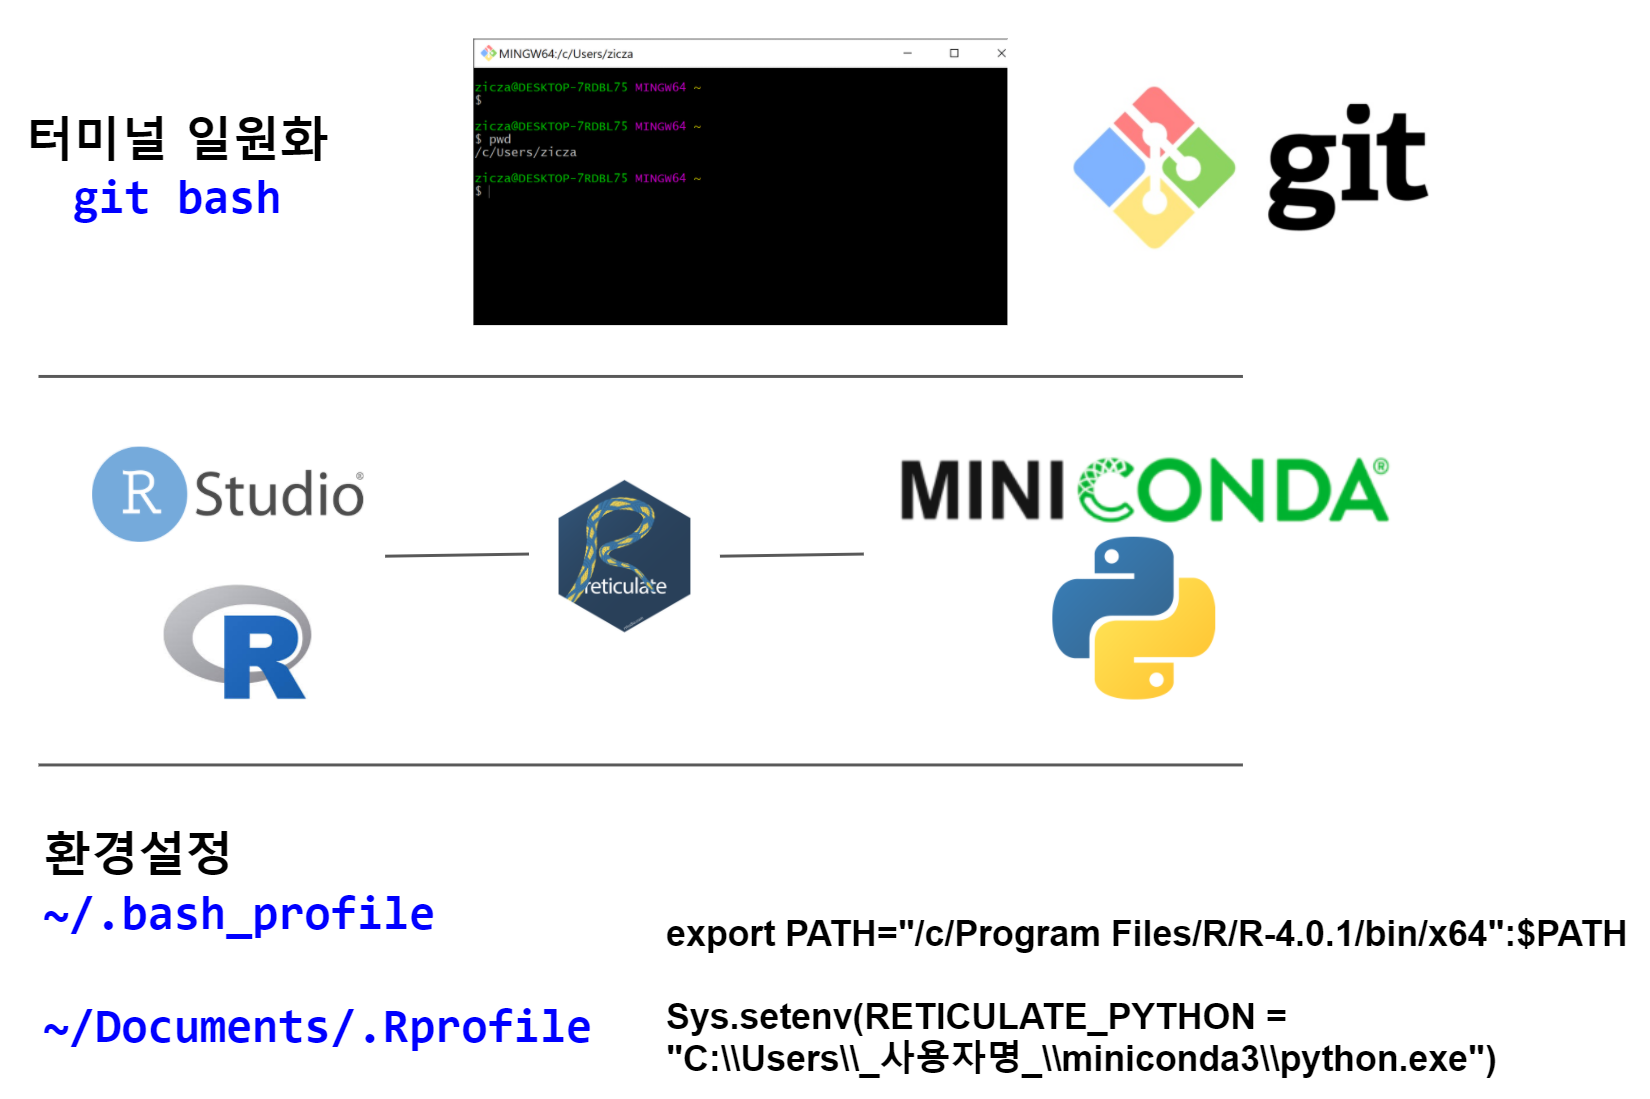 MINGW64:/c/Users/zicza
zicza@DESKTOP-7RDBL75 MINGW64 ~
$
zicza@DESKTOP-7RDBL75 MINGW64 ~
$ pwd
/c/Users/zicza
zicza@DESKTOP-7RDBL75 MINGW64 ~
$
터미널 일원화
git bash
git
R Studio®
MINICONDA®
reticulate
R
환경설정
~/.bash_profile
export PATH="/c/Program Files/R/R-4.0.1/bin/x64":$PATH
~/Documents/.Rprofile
Sys.setenv(RETICULATE_PYTHON =
"C:\\Users\\_사용자명_\\miniconda3\\python.exe")